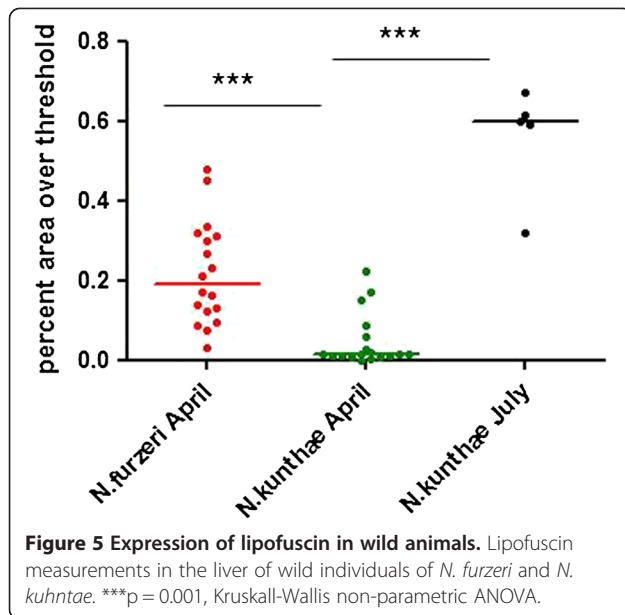 0.8
0.6
0.4
0.2
0.0
percent area over threshold
***
***
N.furzeri April
N.kunthae April
N.kunthae July
Figure 5 Expression of lipofuscin in wild animals. Lipofuscin
measurements in the liver of wild individuals of N. furzeri and N.
kuhntae. ***p = 0.001, Kruskall-Wallis non-parametric ANOVA.